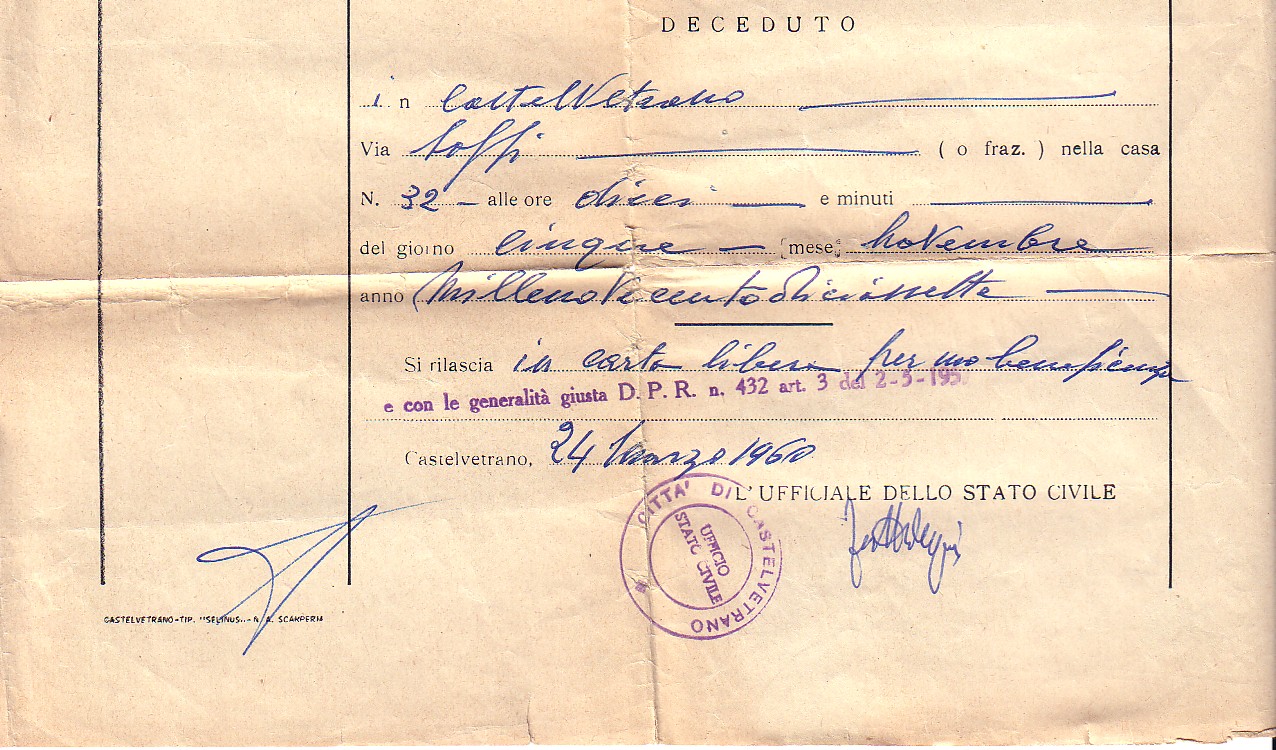 DECEDUTO
in Castelvetrano
Via ( o fraz. ) nella casa
N. 32 - alle ore dieci e minuti
del giorno cinque - (mese) novembre
anno Millenovecentodiciassette
Si rilascia in carta libera per uso beneficenza
e con le generalità giusta D. P. R. n. 432 art. 3 del 2-5-195
Castelvetrano, 24 Marzo 1960
L'UFFICIALE DELLO STATO CIVILE
CITTA' DI CASTELVETRANO
UFFICIO
STATO CIVILE
CASTELVETRANO-TIP. "SELINUS" - N. A. SCARPERIA